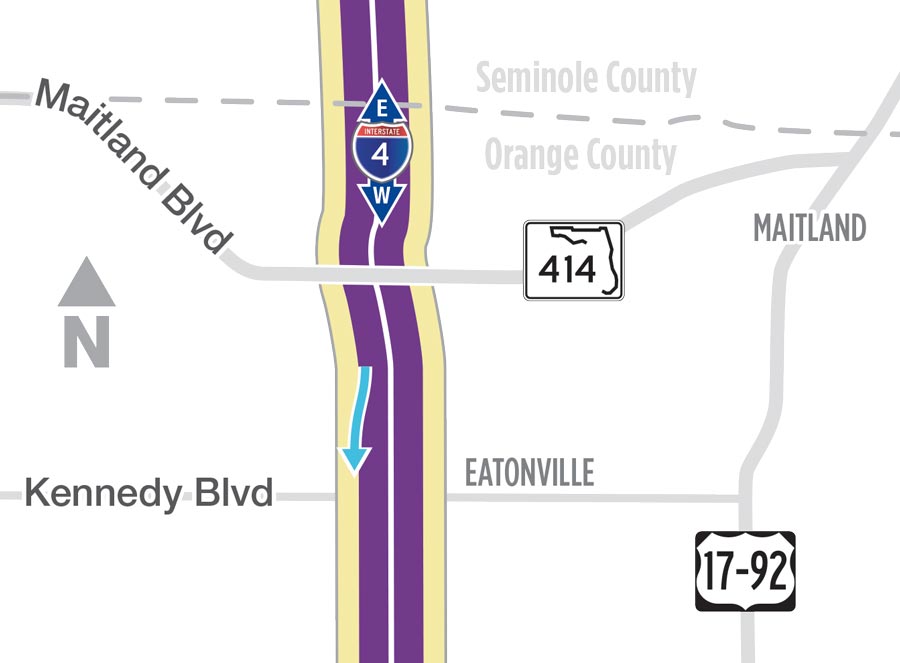 Seminole County
Maitland Blvd
E
INTERSTATE
4
Orange County
W
MAITLAND
414
N
EATONVILLE
Kennedy Blvd
17-92